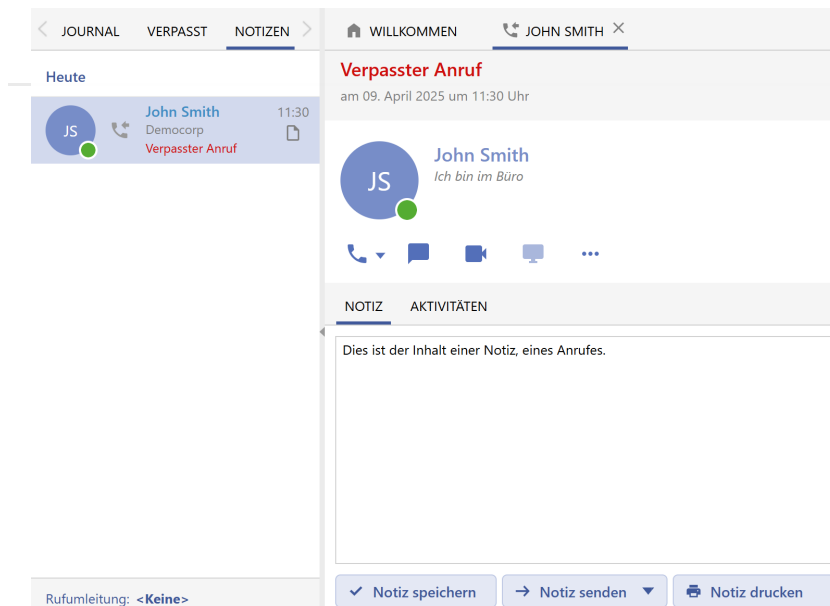 JOURNAL VERPASST NOTIZEN
Heute
JS
John Smith 11:30
Democorp
Verpasster Anruf
Rufumleitung: <Keine>
WILLKOMMEN JOHN SMITH
Verpasster Anruf
am 09. April 2025 um 11:30 Uhr
JS
John Smith
Ich bin im Büro
NOTIZ AKTIVITÄTEN
Dies ist der Inhalt einer Notiz, eines Anrufes.
Notiz speichern Notiz senden Notiz drucken